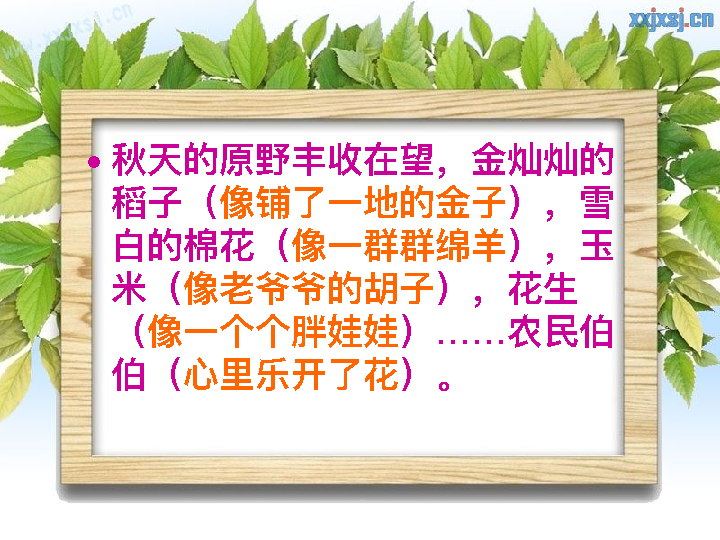 xxjxsj.cn
www.xxjxsj.cn
• 秋天的原野丰收在望，金灿灿的
稻子（像铺了一地的金子），雪
白的棉花（像一群群绵羊），玉
米（像老爷爷的胡子），花生
（像一个个胖娃娃）……农民伯
伯（心里乐开了花）。